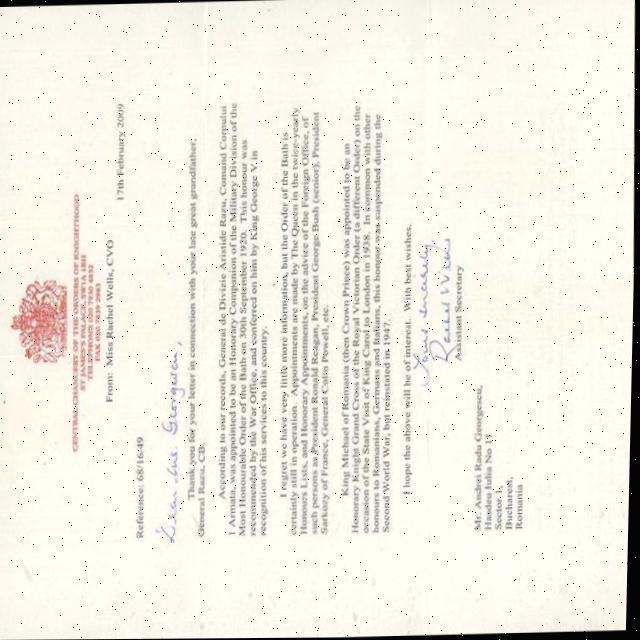 CENTRAL CHANCERY OF THE ORDERS OF KNIGHTHOOD
ST JAMES'S PALACE, SW1A 1BH
TELEPHONE: 020 7930 4832
From: Miss Rachel Wells, CVO
17th February 2009
Reference: 68/16/49
Dear Mr. Georgescu,
Thank you for your letter in connection with your late great grandfather,
General Razu, CB.
According to our records, General de Divizie Aristide Razu, Comand Corpului
1 Armata, was appointed to be an Honorary Companion of the Military Division of the
Most Honourable Order of the Bath on 30th September 1920. This honour was
recommended by the War Office, and conferred on him by King George V in
recognition of his services to this country.
I regret we have very little more information, but the Order of the Bath is
certainly still in operation. Appointments are made by The Queen in the twice-yearly
Honours Lists, and Honorary Appointments, on the advice of the Foreign Office, of
such persons as President Ronald Reagan, President George Bush (senior), President
Sarkozy of France, General Colin Powell, etc.
King Michael of Romania (then Crown Prince) was appointed to be an
Honorary Knight Grand Cross of the Royal Victorian Order (a different Order) on the
occasion of the State Visit of King Carol to London in 1938. In common with other
honours to Romanians, Germans and Italians, this honour was suspended during the
Second World War, but reinstated in 1947.
I hope the above will be of interest. With best wishes.
Yours sincerely,
Rachel Wells
Assistant Secretary
Mr. Andrei Radu Georgescu,
Hasdeu Iulia No 15
Sector 1,
Bucharest,
Romania